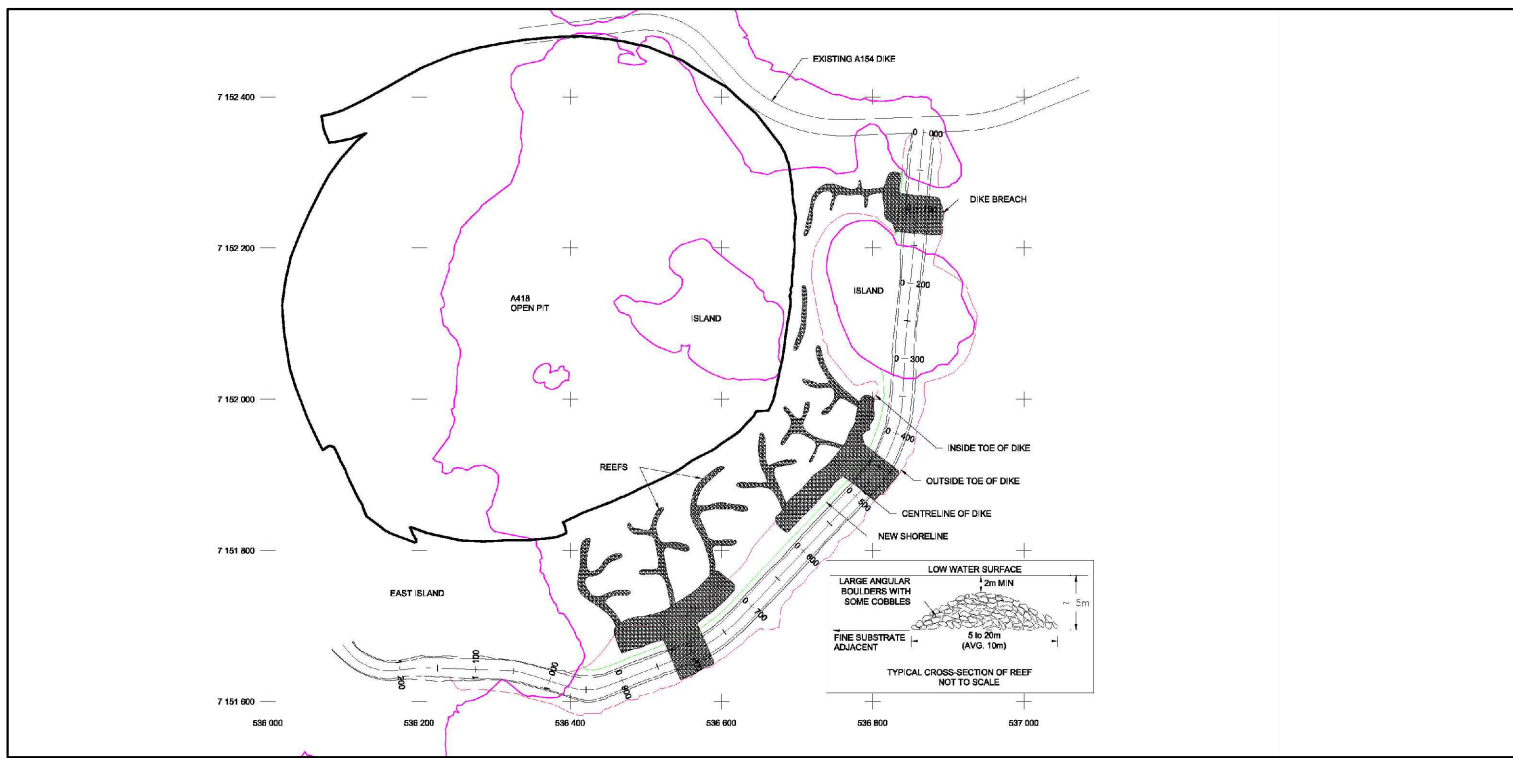 EXISTING A154 DIKE
7 152 400
0 000
DIKE BREACH
7 152 200
0 200
ISLAND
A418
OPEN PIT
ISLAND
0 300
7 152 000
0 400
INSIDE TOE OF DIKE
REEFS
OUTSIDE TOE OF DIKE
0 500
CENTRELINE OF DIKE
NEW SHORELINE
7 151 800
0 600
EAST ISLAND
0 700
LOW WATER SURFACE
LARGE ANGULAR
BOULDERS WITH
SOME COBBLES
2m MIN
~ 5m
FINE SUBSTRATE
ADJACENT
5 to 20m
(AVG. 10m)
TYPICAL CROSS-SECTION OF REEF
NOT TO SCALE
200
100
000
0 900
7 151 600
536 000
536 200
536 400
536 600
536 800
537 000